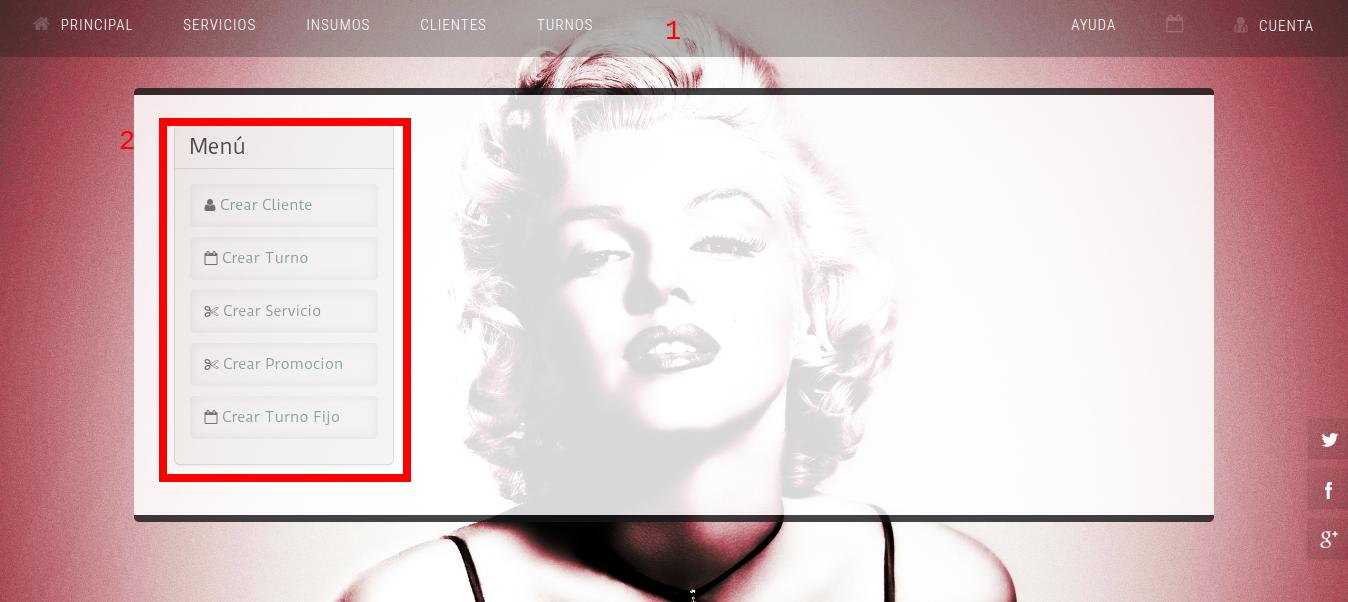 PRINCIPAL SERVICIOS INSUMOS CLIENTES TURNOS 1 AYUDA CUENTA
2
Menú
Crear Cliente
Crear Turno
Crear Servicio
Crear Promocion
Crear Turno Fijo
g+